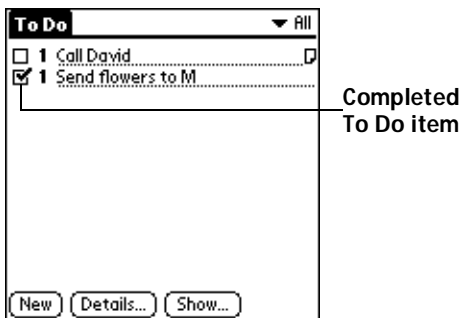 To Do All
1 Call David
1 Send flowers to M
Completed
To Do item
New Details... Show...